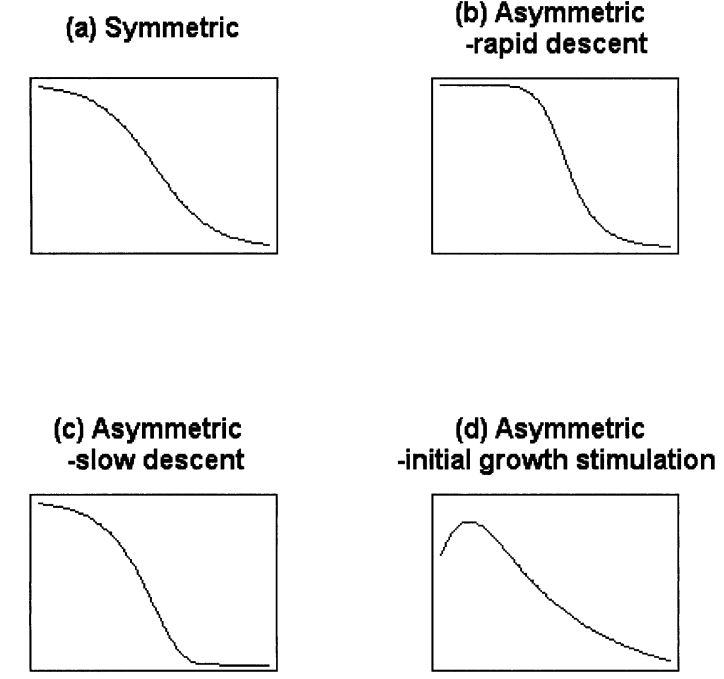 (a) Symmetric
(b) Asymmetric
-rapid descent
(c) Asymmetric
-slow descent
(d) Asymmetric
-initial growth stimulation